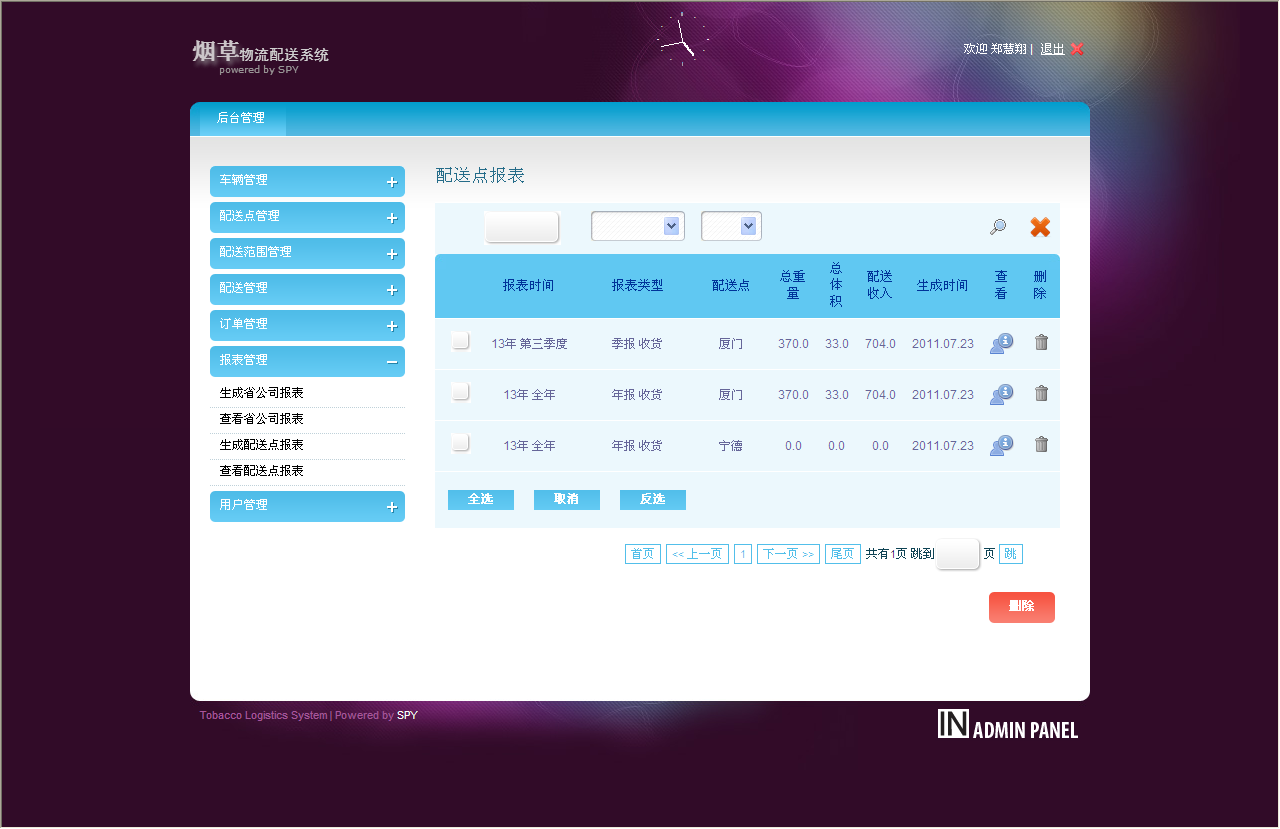 烟草物流配送系统
powered by SPY
欢迎 郑慧翔 | 退出
后台管理
车辆管理
配送点管理
配送范围管理
配送管理
订单管理
报表管理
生成省公司报表
查看省公司报表
生成配送点报表
查看配送点报表
用户管理
配送点报表
报表时间 报表类型 配送点 总重量 总体积 配送收入 生成时间 查看 删除
13年 第三季度 季报 收货 厦门 370.0 33.0 704.0 2011.07.23
13年 全年 年报 收货 厦门 370.0 33.0 704.0 2011.07.23
13年 全年 年报 收货 宁德 0.0 0.0 0.0 2011.07.23
全选 取消 反选
首页 << 上一页 1 下一页 >> 尾页 共有1页 跳到 页 跳
删除
Tobacco Logistics System | Powered by SPY
IN ADMIN PANEL